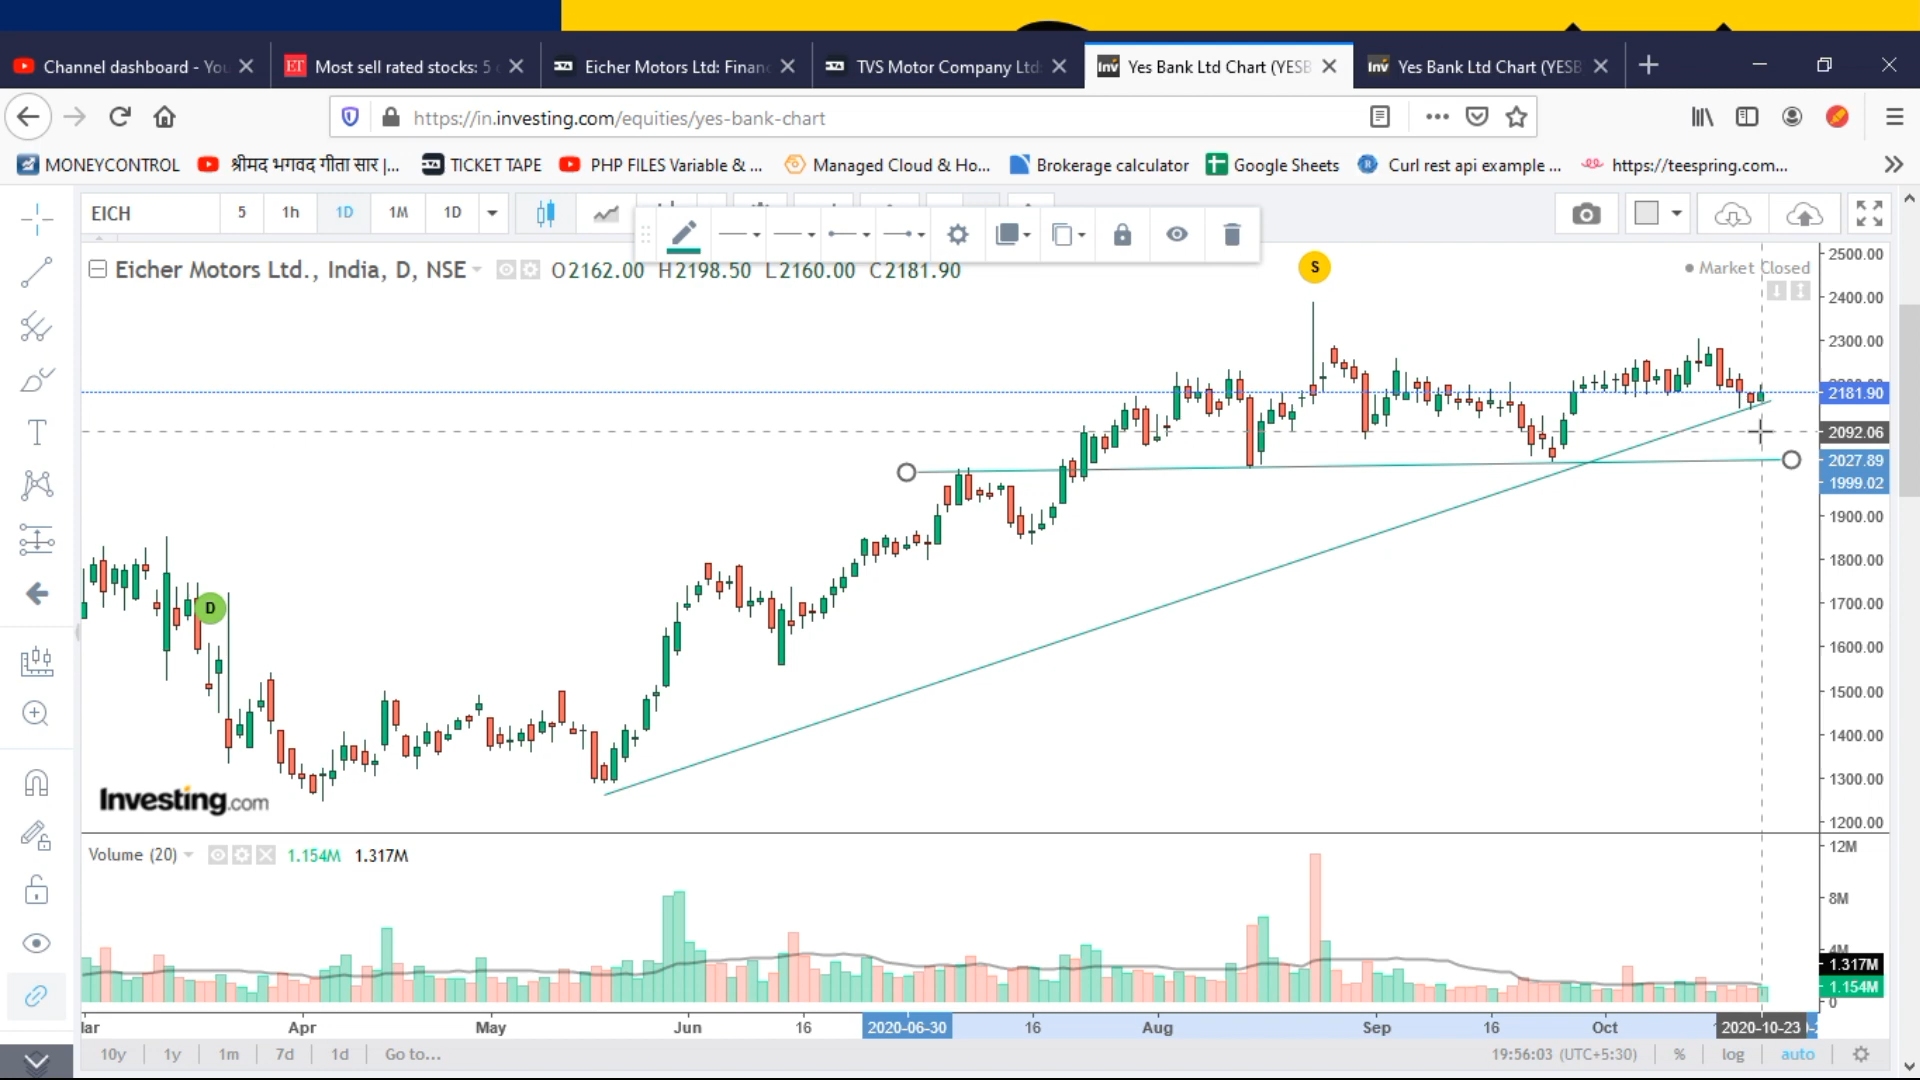 Channel dashboard - You
ET Most sell rated stocks: 5
Eicher Motors Ltd: Finan
TVS Motor Company Ltd
Inv Yes Bank Ltd Chart (YESB
Inv Yes Bank Ltd Chart (YESB
https://in.investing.com/equities/yes-bank-chart
MONEYCONTROL
श्रीमद भगवद गीता सार |...
TICKET TAPE
PHP FILES Variable & ...
Managed Cloud & Ho...
Brokerage calculator
Google Sheets
Curl rest api example ...
https://teespring.com...
EICH 5 1h 1D 1M 1D
Eicher Motors Ltd., India, D, NSE O2162.00 H2198.50 L2160.00 C2181.90
S
Market Closed
2500.00
2400.00
2300.00
2181.90
2092.06
2027.89
1999.02
1900.00
1800.00
1700.00
1600.00
1500.00
1400.00
1300.00
1200.00
D
Investing.com
Volume (20) 1.154M 1.317M
12M
8M
4M
1.317M
1.154M
0
Apr May Jun 16 2020-06-30 16 Aug Sep 16 Oct 2020-10-23
10y 1y 1m 7d 1d Go to... 19:56:03 (UTC+5:30) % log auto